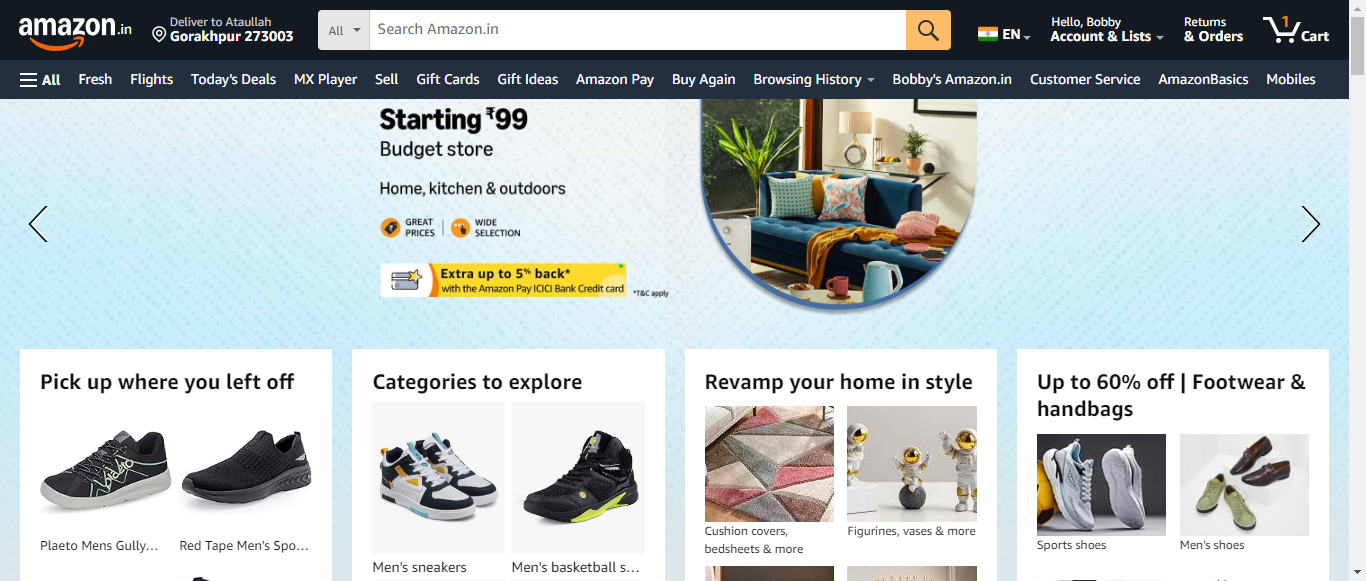 amazon.in
Deliver to Ataullah
Gorakhpur 273003
All
Search Amazon.in
EN
Hello, Bobby
Account & Lists
Returns
& Orders
1
Cart
All
Fresh
Flights
Today's Deals
MX Player
Sell
Gift Cards
Gift Ideas
Amazon Pay
Buy Again
Browsing History
Bobby's Amazon.in
Customer Service
AmazonBasics
Mobiles
Starting ₹99
Budget store
Home, kitchen & outdoors
GREAT
PRICES
WIDE
SELECTION
Extra up to 5% back*
with the Amazon Pay ICICI Bank Credit card
*T&C apply
Pick up where you left off
Plaeto Mens Gully...
Red Tape Men's Spo...
Categories to explore
Men's sneakers
Men's basketball s...
Revamp your home in style
Cushion covers,
bedsheets & more
Figurines, vases & more
Up to 60% off | Footwear &
handbags
Sports shoes
Men's shoes